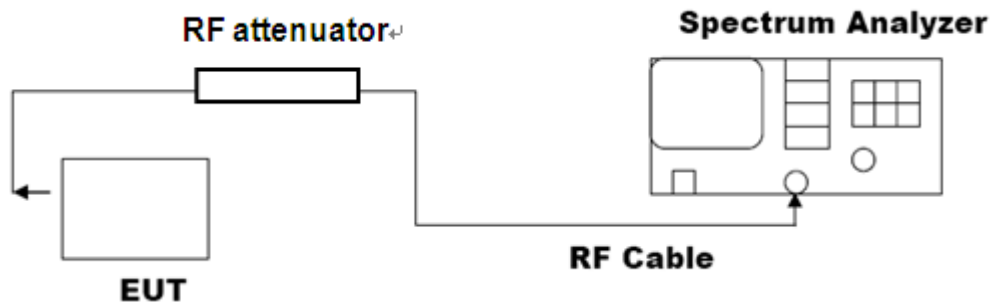 RF attenuator↵
Spectrum Analyzer
RF Cable
EUT